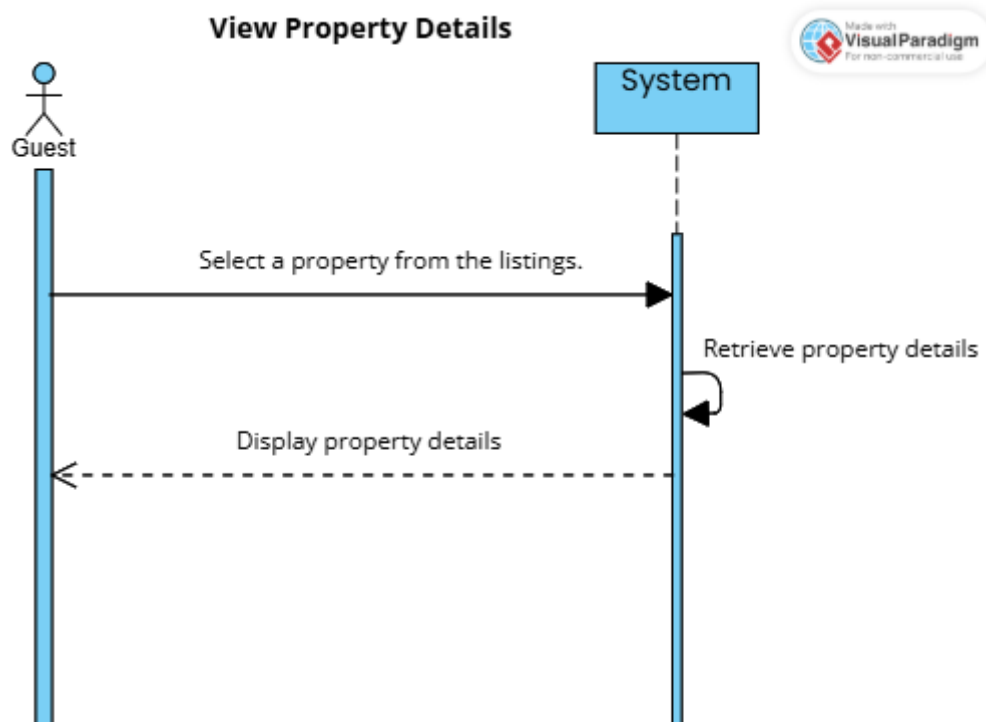 View Property Details
Made with
Visual Paradigm
For non-commercial use
System
Guest
Select a property from the listings.
Retrieve property details
Display property details